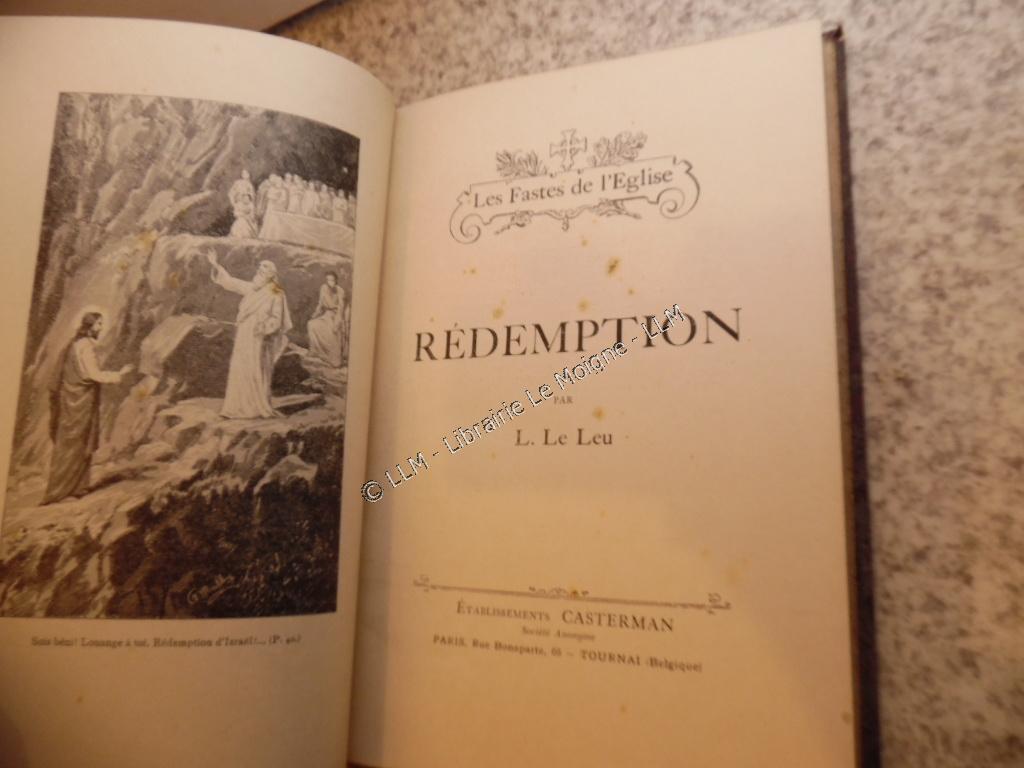 Sois béni! Louange à toi, Rédemption d'Israël!... (P. 40)
Les Fastes de l'Eglise
RÉDEMPTION
PAR
L. Le Leu
© LLM - Librairie Le Moigne - LLM
ÉTABLISEMENTS CASTERMAN
Société Anonyme
PARIS, Rue Bonaparte, 66 — TOURNAI (Belgique)